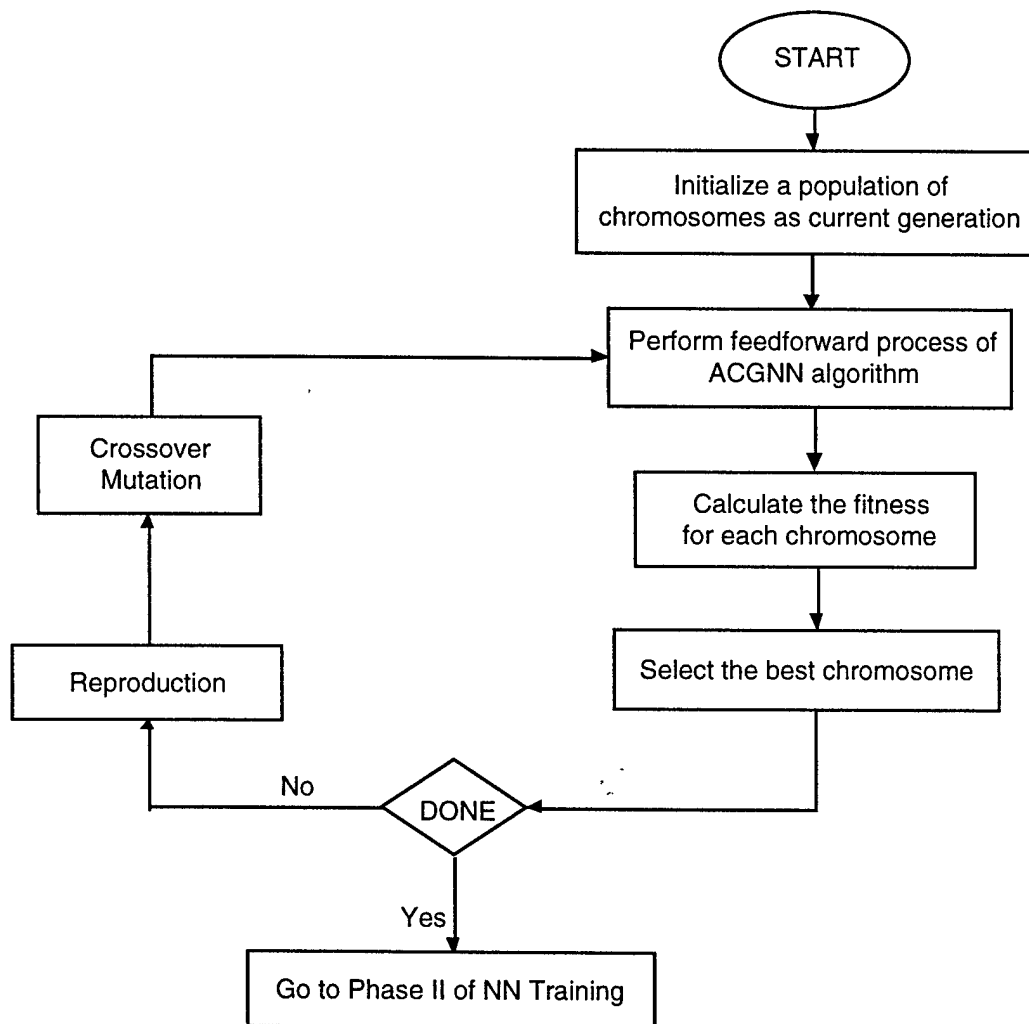 START
Initialize a population of
chromosomes as current generation
Perform feedforward process of
ACGNN algorithm
Crossover
Mutation
Calculate the fitness
for each chromosome
Reproduction
Select the best chromosome
No
DONE
Yes
Go to Phase II of NN Training